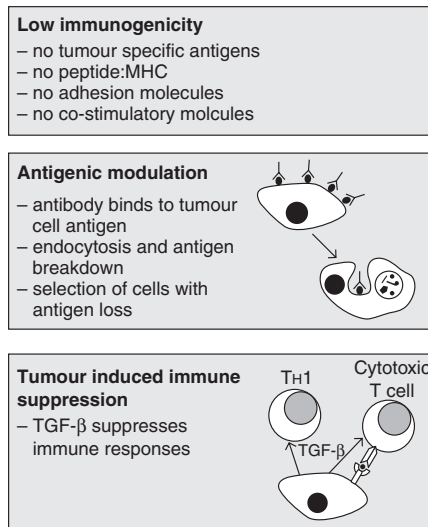 Low immunogenicity
– no tumour specific antigens
– no peptide:MHC
– no adhesion molecules
– no co-stimulatory molcules
Antigenic modulation
– antibody binds to tumour
cell antigen
– endocytosis and antigen
breakdown
– selection of cells with
antigen loss
Tumour induced immune
suppression
– TGF-β suppresses
immune responses
TH1
Cytotoxic
T cell
TGF-β